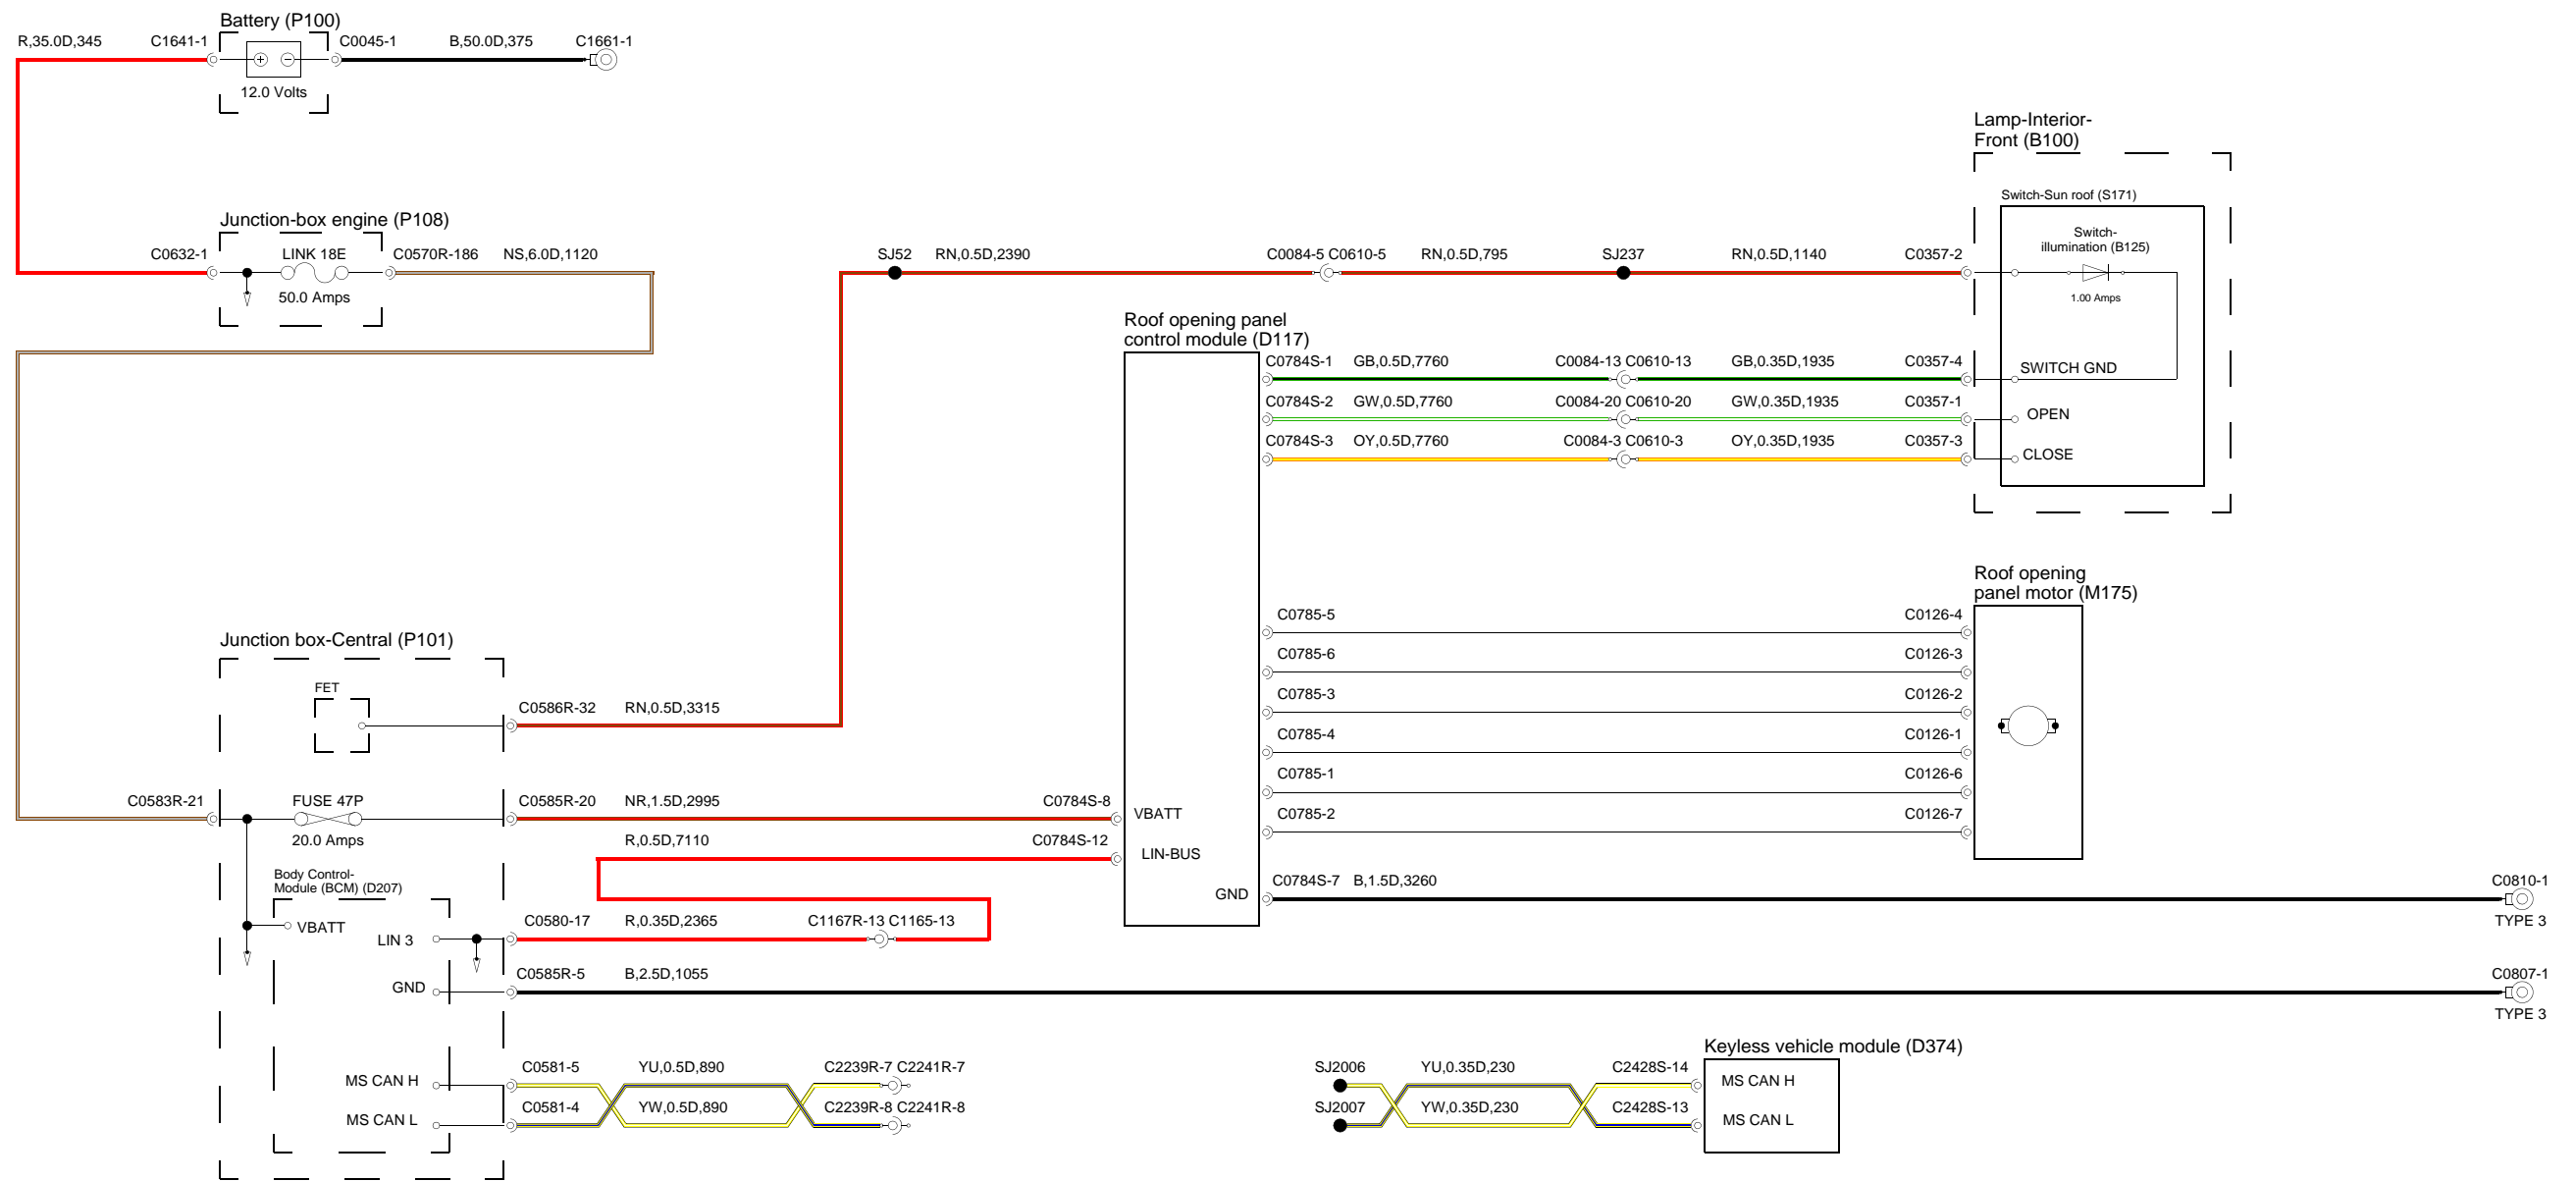 Battery (P100)
R,35.0D,345 C1641-1 C0045-1 B,50.0D,375 C1661-1
12.0 Volts
Lamp-Interior-
Front (B100)
Switch-Sun roof (S171)
Switch-
illumination (B125)
1.00 Amps
Junction-box engine (P108)
C0632-1 LINK 18E C0570R-186 NS,6.0D,1120
50.0 Amps
SJ52 RN,0.5D,2390 C0084-5 C0610-5 RN,0.5D,795 SJ237 RN,0.5D,1140 C0357-2
Roof opening panel
control module (D117)
C0784S-1 GB,0.5D,7760 C0084-13 C0610-13 GB,0.35D,1935 C0357-4 SWITCH GND
C0784S-2 GW,0.5D,7760 C0084-20 C0610-20 GW,0.35D,1935 C0357-1 OPEN
C0784S-3 OY,0.5D,7760 C0084-3 C0610-3 OY,0.35D,1935 C0357-3 CLOSE
Roof opening
panel motor (M175)
C0785-5 C0126-4
C0785-6 C0126-3
C0785-3 C0126-2
C0785-4 C0126-1
C0785-1 C0126-6
C0785-2 C0126-7
Junction box-Central (P101)
FET
C0586R-32 RN,0.5D,3315
C0583R-21 FUSE 47P C0585R-20 NR,1.5D,2995 C0784S-8 VBATT
20.0 Amps
R,0.5D,7110 C0784S-12 LIN-BUS
GND C0784S-7 B,1.5D,3260 C0810-1
TYPE 3
Body Control-
Module (BCM) (D207)
VBATT
LIN 3 C0580-17 R,0.35D,2365 C1167R-13 C1165-13
GND C0585R-5 B,2.5D,1055 C0807-1
TYPE 3
MS CAN H C0581-5 YU,0.5D,890 C2239R-7 C2241R-7
MS CAN L C0581-4 YW,0.5D,890 C2239R-8 C2241R-8
Keyless vehicle module (D374)
SJ2006 YU,0.35D,230 C2428S-14 MS CAN H
SJ2007 YW,0.35D,230 C2428S-13 MS CAN L